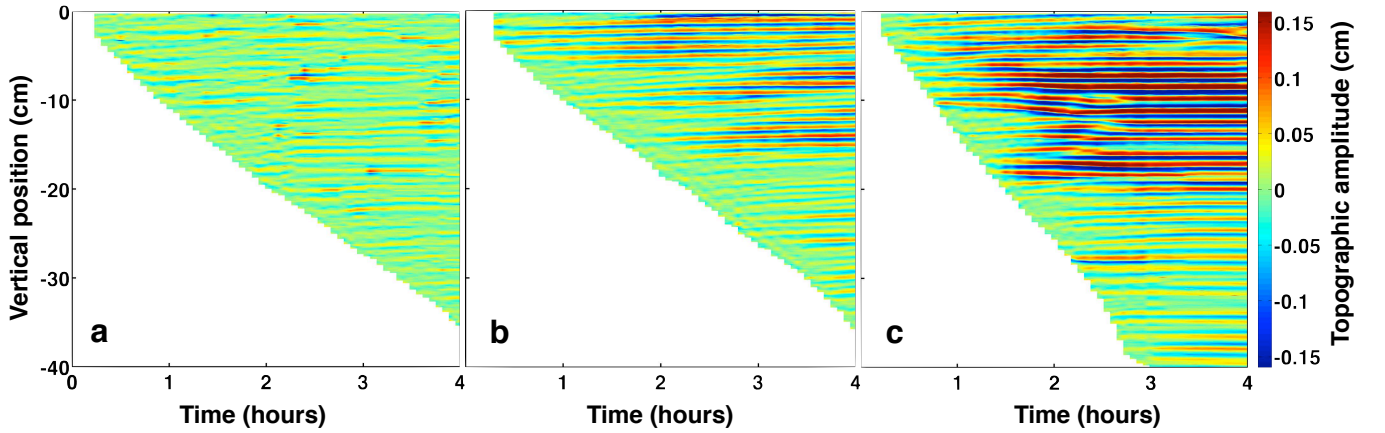 0
-10
-20
-30
-40
Vertical position (cm)
a
0 1 2 3 4
Time (hours)
b
1 2 3 4
Time (hours)
c
1 2 3 4
Time (hours)
0.15
0.1
0.05
0
-0.05
-0.1
-0.15
Topographic amplitude (cm)